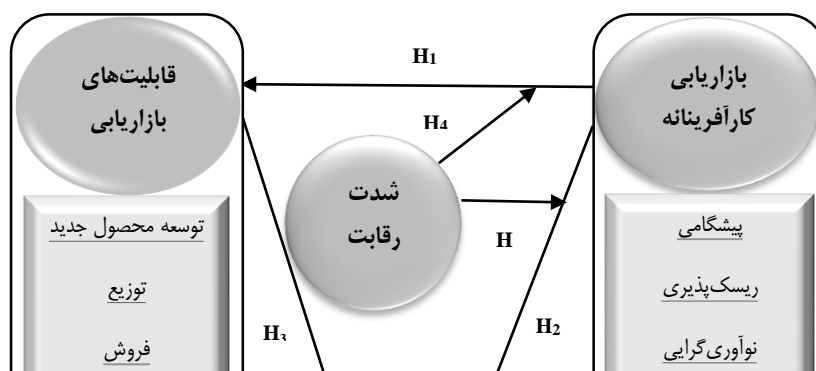 بازاریابی
کارآفرینانه
پیشگامی
ریسک‌پذیری
نوآوری‌گرایی
H1
H4
شدت
رقابت
H
H2
H3
قابلیت‌های
بازاریابی
توسعه محصول جدید
توزیع
فروش